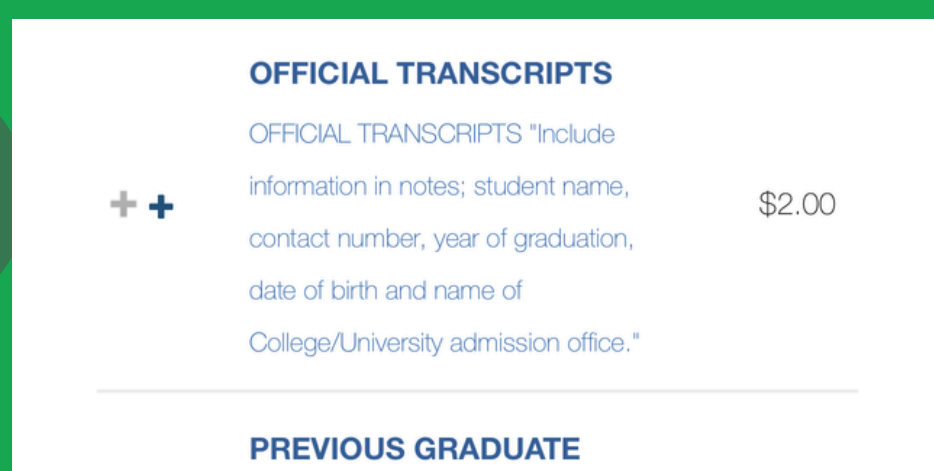 OFFICIAL TRANSCRIPTS
OFFICIAL TRANSCRIPTS "Include
information in notes; student name,
contact number, year of graduation,
date of birth and name of
College/University admission office."
$2.00
PREVIOUS GRADUATE